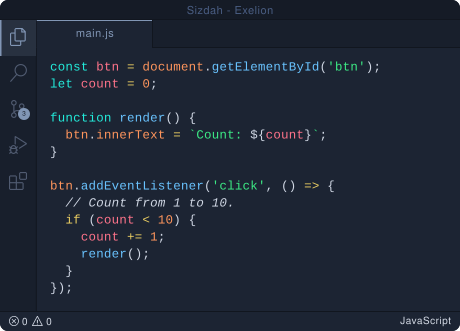 Sizdah - Exelion
main.js
const btn = document.getElementById('btn');
let count = 0;
function render() {
btn.innerText = `Count: ${count}`;
}
btn.addEventListener('click', () => {
// Count from 1 to 10.
if (count < 10) {
count += 1;
render();
}
});
3
0 0
JavaScript